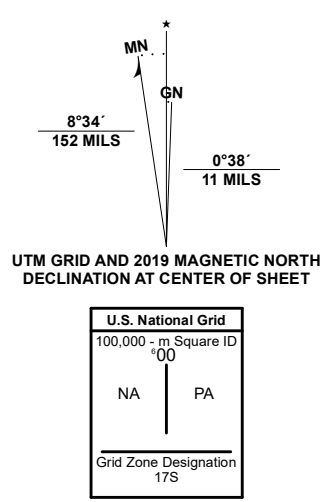 MN
GN
8°34´
152 MILS
0°38´
11 MILS
UTM GRID AND 2019 MAGNETIC NORTH
DECLINATION AT CENTER OF SHEET
U.S. National Grid
100,000 - m Square ID
⁶00
NA PA
Grid Zone Designation
17S